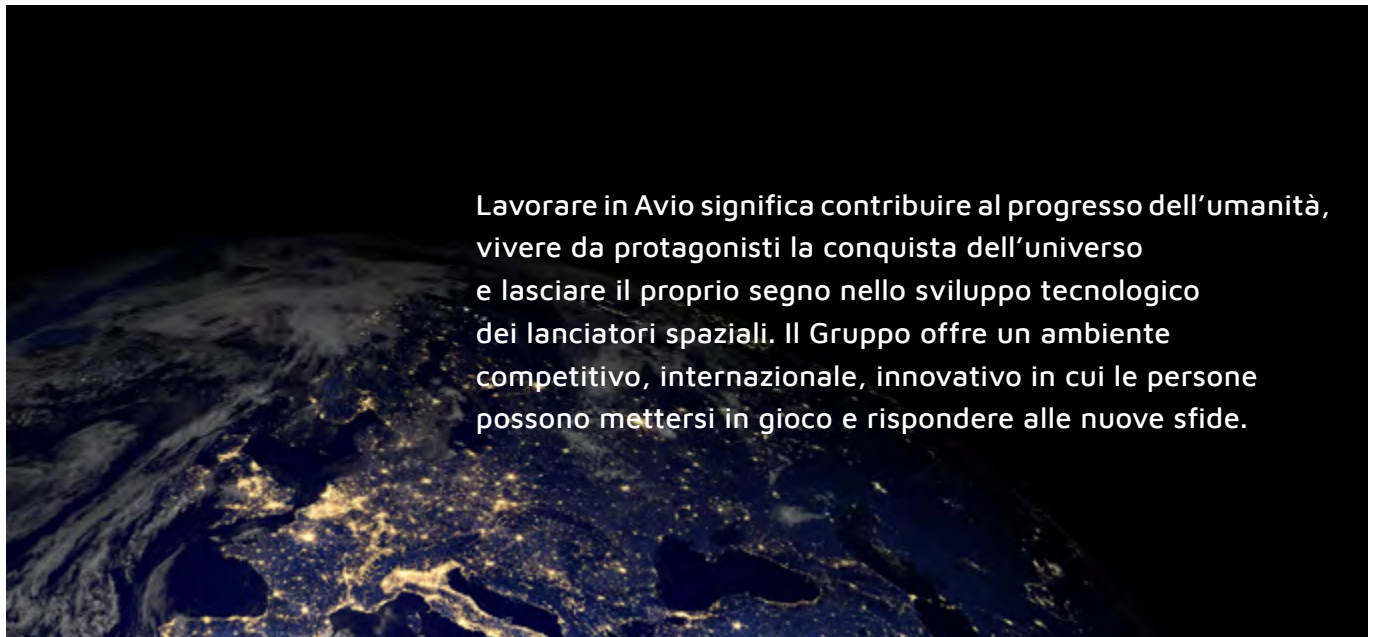 Lavorare in Avio significa contribuire al progresso dell’umanità,
vivere da protagonisti la conquista dell’universo
e lasciare il proprio segno nello sviluppo tecnologico
dei lanciatori spaziali. Il Gruppo offre un ambiente
competitivo, internazionale, innovativo in cui le persone
possono mettersi in gioco e rispondere alle nuove sfide.